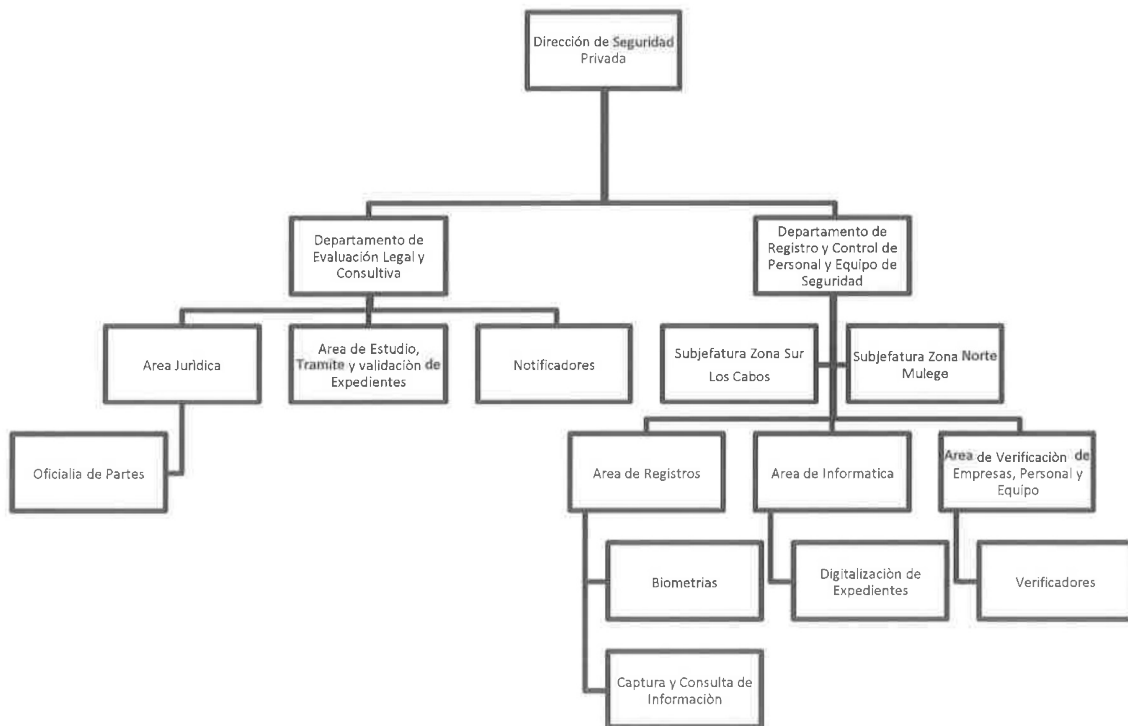 Dirección de Seguridad
Privada
Departamento de
Evaluación Legal y
Consultiva
Departamento de
Registro y Control de
Personal y Equipo de
Seguridad
Area Jurìdica
Area de Estudio,
Tramite y validaciòn de
Expedientes
Notificadores
Subjefatura Zona Sur
Los Cabos
Subjefatura Zona Norte
Mulege
Oficialia de Partes
Area de Registros
Area de Informatica
Area de Verificaciòn de
Empresas, Personal y
Equipo
Biometrias
Digitalizaciòn de
Expedientes
Verificadores
Captura y Consulta de
Informaciòn